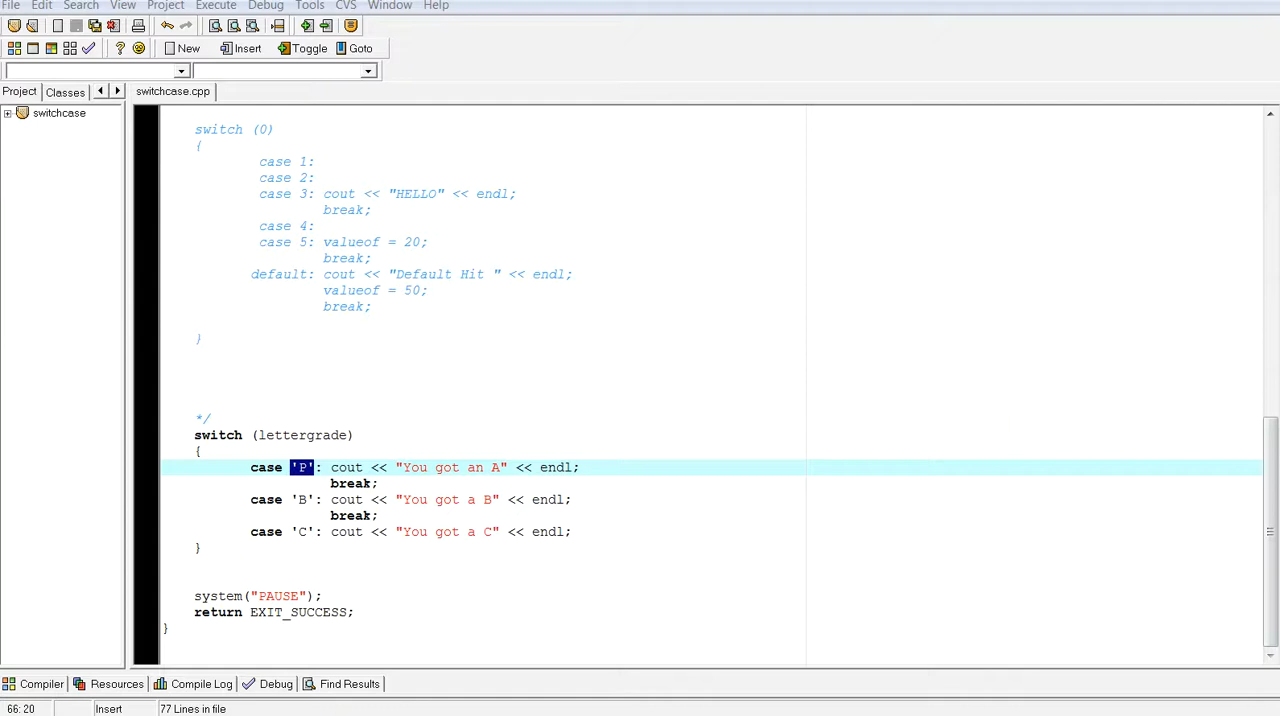 File Edit Search View Project Execute Debug Tools CVS Window Help
New Insert Toggle Goto
Project Classes switchcase.cpp
switchcase
switch (0)
{
case 1:
case 2:
case 3: cout << "HELLO" << endl;
break;
case 4:
case 5: valueof = 20;
break;
default: cout << "Default Hit " << endl;
valueof = 50;
break;
}
*/
switch (lettergrade)
{
case 'P': cout << "You got an A" << endl;
break;
case 'B': cout << "You got a B" << endl;
break;
case 'C': cout << "You got a C" << endl;
}
system("PAUSE");
return EXIT_SUCCESS;
}
Compiler Resources Compile Log Debug Find Results
66: 20 Insert 77 Lines in file